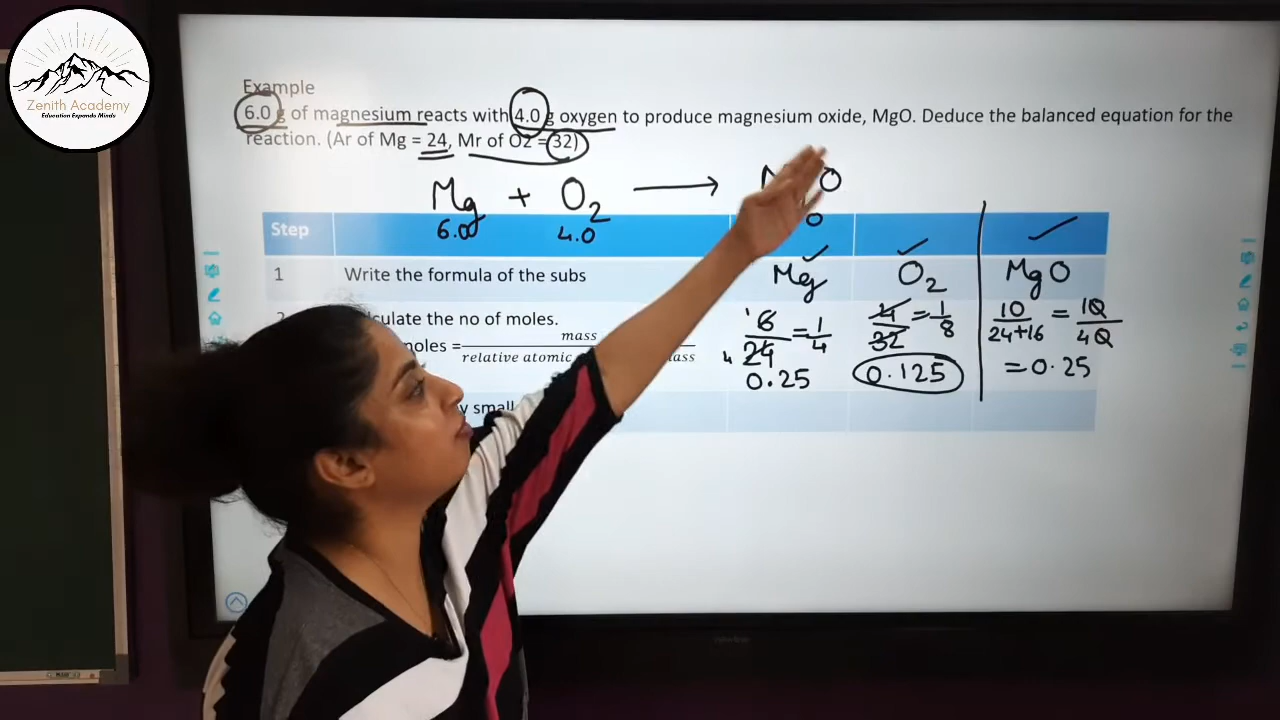 Zenith Academy
Education Expands Minds
Example
6.0 g of magnesium reacts with 4.0 g oxygen to produce magnesium oxide, MgO. Deduce the balanced equation for the
reaction. (Ar of Mg = 24, Mr of O2 = 32)
Mg + O2 → O
6.0 4.0 0
Step
1 Write the formula of the subs Mg O2 MgO
2 culate the no of moles.
moles = mass / relative atomic ass
6/24 = 1/4 4/32 = 1/8 10/24+16 = 10/40
0.25 0.125 = 0.25
y small